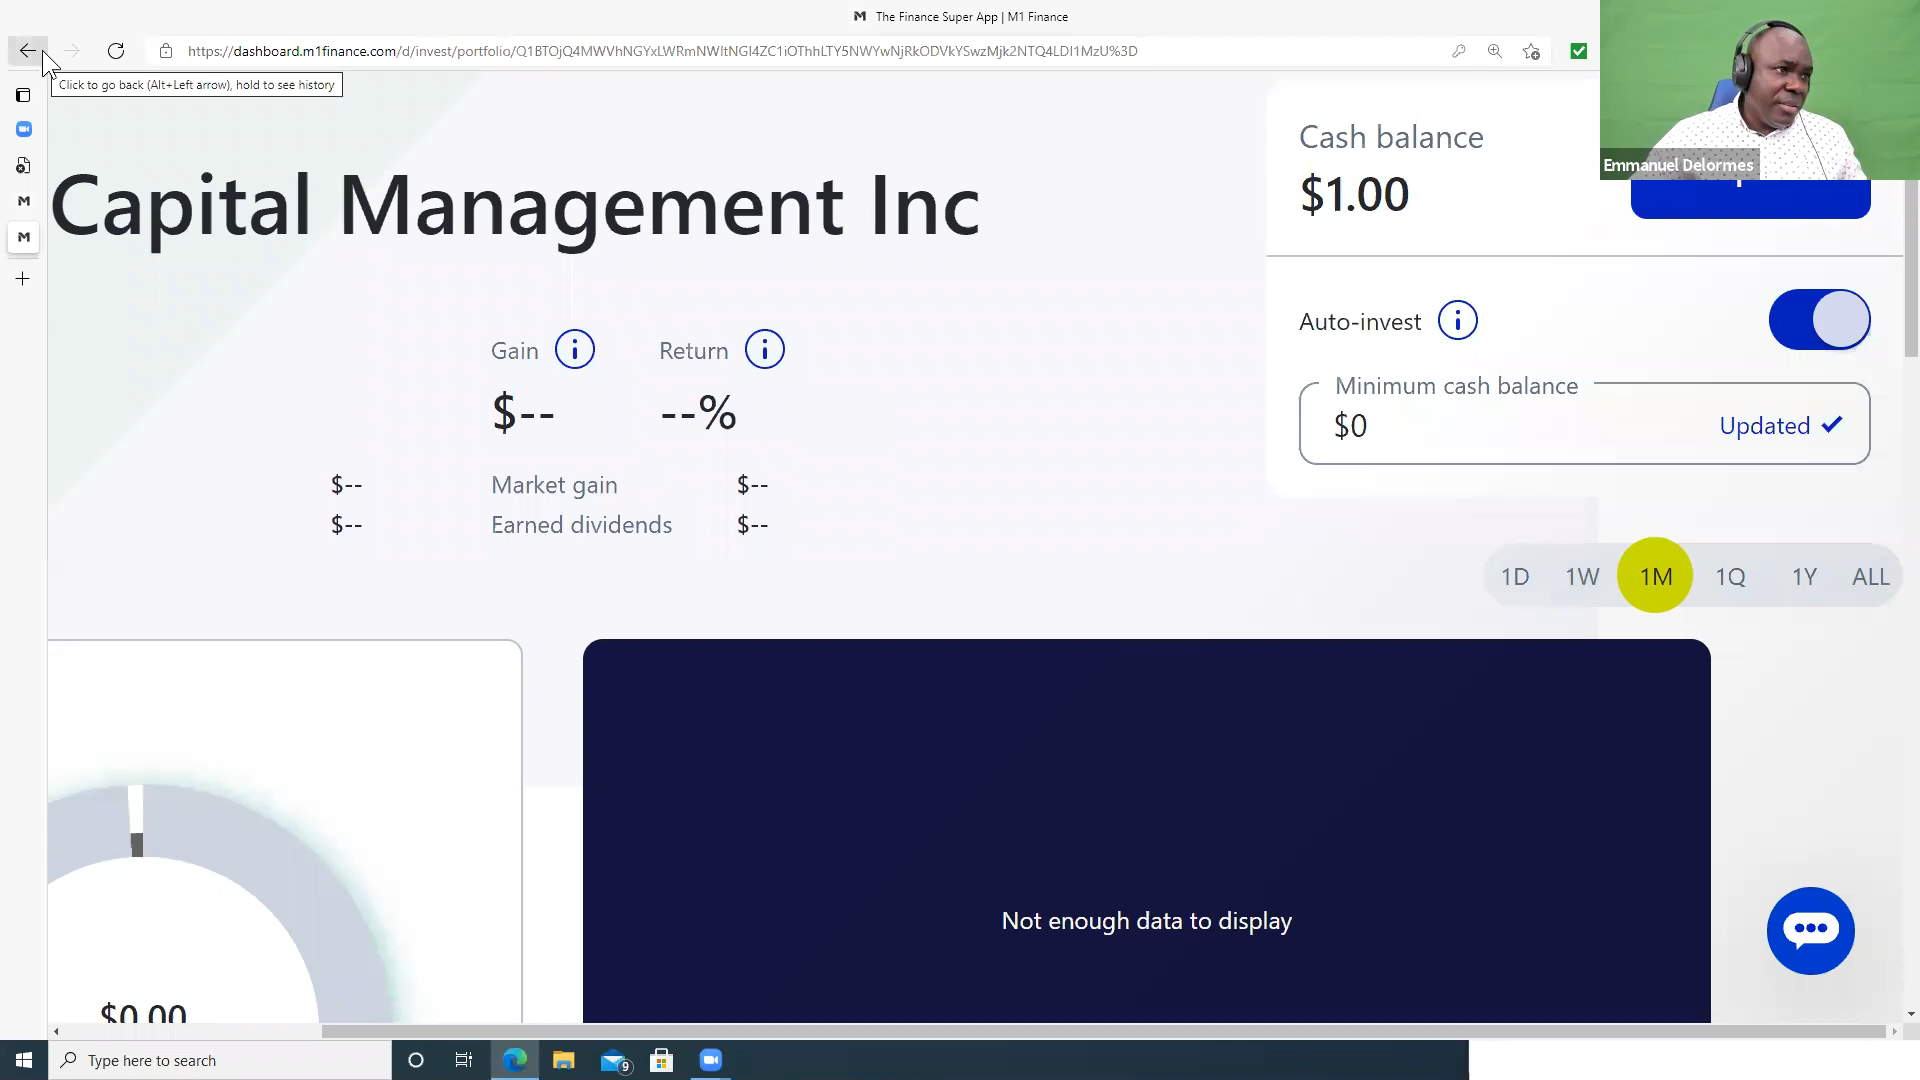 The Finance Super App | M1 Finance
https://dashboard.m1finance.com/d/invest/portfolio/Q1BTOjQ4MWVhNGYxLWRmNWItNGI4ZC1iOThhLTY5NWYwNjRkODVkYSwzMjk2NTQ4LDI1MzU%3D
Click to go back (Alt+Left arrow), hold to see history
Emmanuel Delormes
Capital Management Inc
Cash balance
$1.00
Auto-invest
Minimum cash balance
$0
Updated
Gain
Return
$--
--%
$--
Market gain
$--
$--
Earned dividends
$--
1D
1W
1M
1Q
1Y
ALL
Not enough data to display
$0.00
Type here to search
9